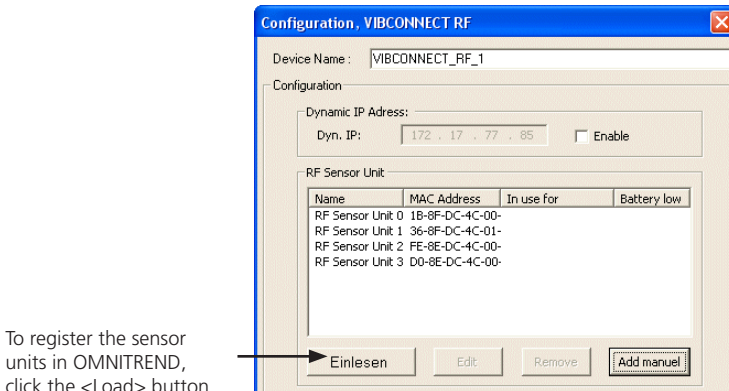 Configuration, VIBCONNECT RF
Device Name : VIBCONNECT_RF_1
Configuration
Dynamic IP Adress:
Dyn. IP: 172 . 17 . 77 . 85 Enable
RF Sensor Unit
Name MAC Address In use for Battery low
RF Sensor Unit 0 1B-8F-DC-4C-00-
RF Sensor Unit 1 36-8F-DC-4C-01-
RF Sensor Unit 2 FE-8E-DC-4C-00-
RF Sensor Unit 3 D0-8E-DC-4C-00-
To register the sensor
units in OMNITREND,
click the <Load> button
Einlesen Edit Remove Add manuel